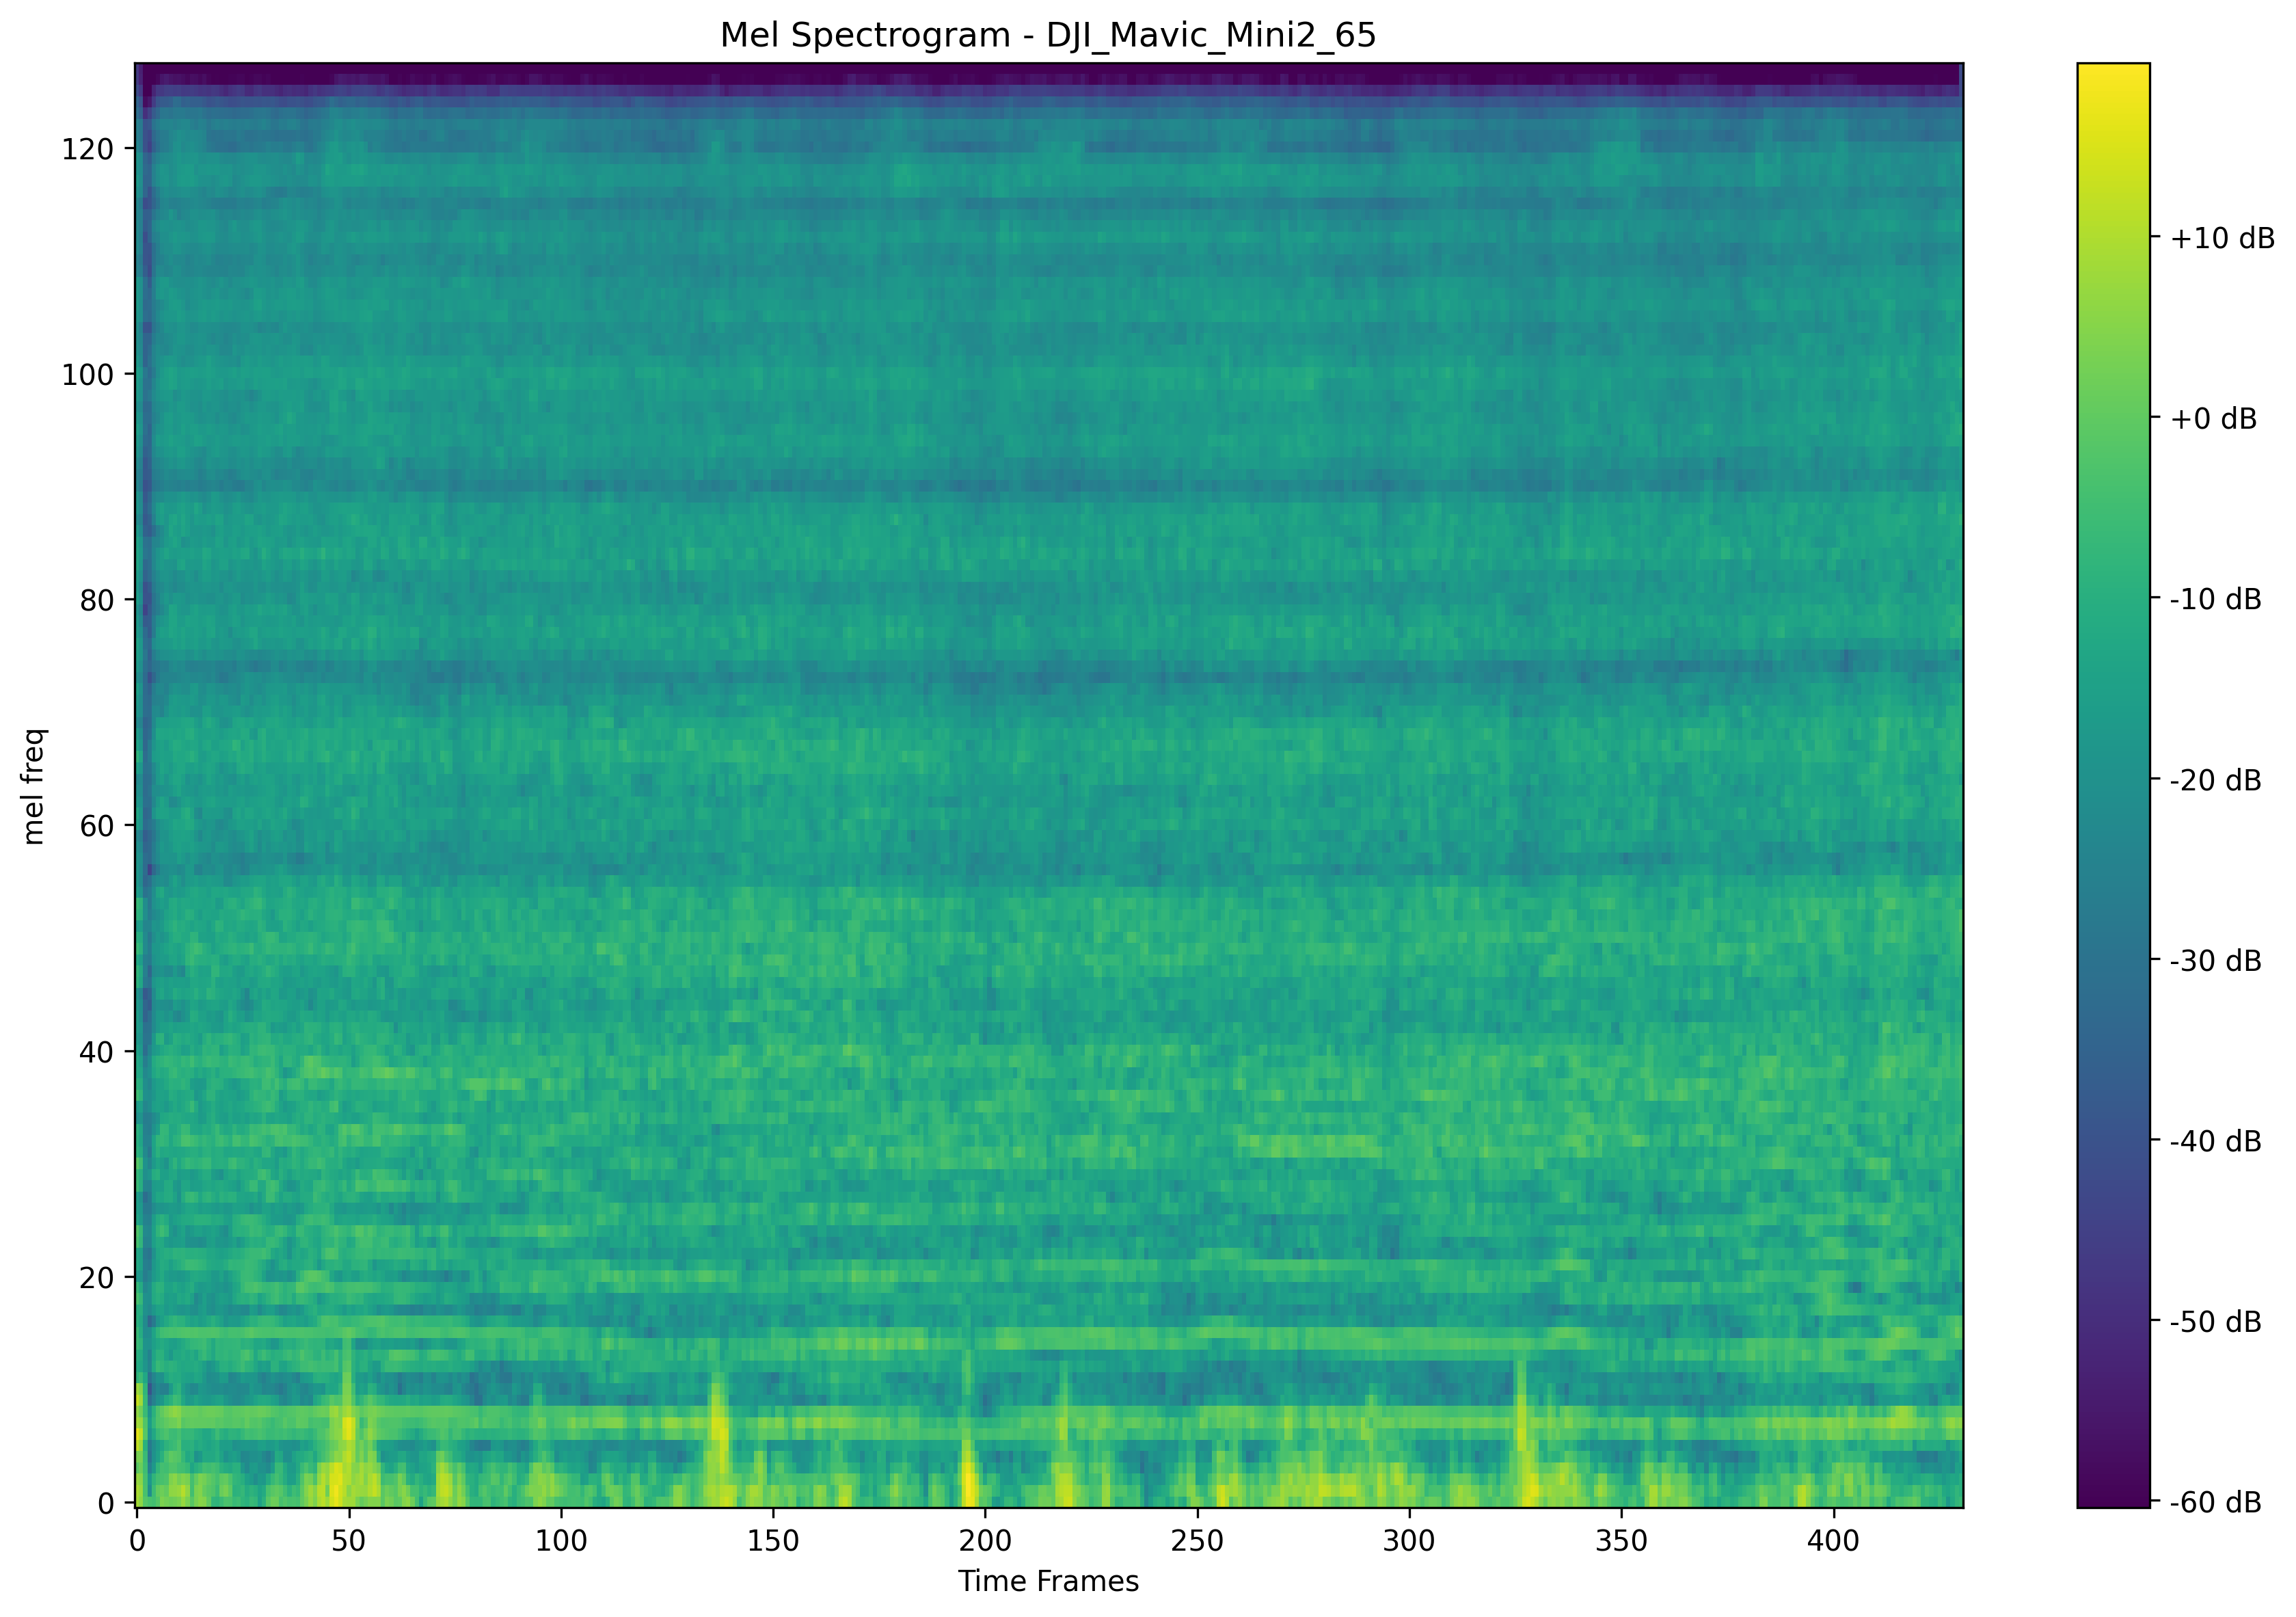 Mel Spectrogram - DJI_Mavic_Mini2_65
mel freq
120
100
80
60
40
20
0
0 50 100 150 200 250 300 350 400
Time Frames
+10 dB
+0 dB
-10 dB
-20 dB
-30 dB
-40 dB
-50 dB
-60 dB